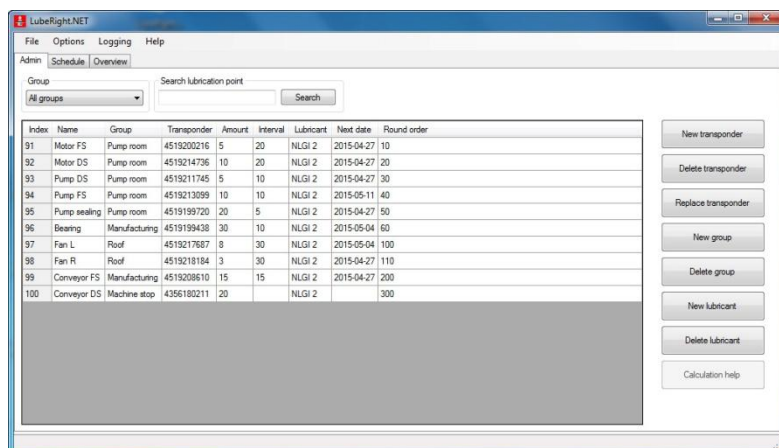 LubeRight.NET
File Options Logging Help
Admin Schedule Overview
Group Search lubrication point
All groups Search
Index Name Group Transponder Amount Interval Lubricant Next date Round order
91 Motor FS Pump room 4519200216 5 20 NLGI 2 2015-04-27 10
92 Motor DS Pump room 4519214736 10 20 NLGI 2 2015-04-27 20
93 Pump DS Pump room 4519211745 5 10 NLGI 2 2015-04-27 30
94 Pump FS Pump room 4519213099 10 10 NLGI 2 2015-05-11 40
95 Pump sealing Pump room 4519199720 20 5 NLGI 2 2015-04-27 50
96 Bearing Manufacturing 4519199438 30 10 NLGI 2 2015-05-04 60
97 Fan L Roof 4519217687 8 30 NLGI 2 2015-05-04 100
98 Fan R Roof 4519218184 3 30 NLGI 2 2015-04-27 110
99 Conveyor FS Manufacturing 4519208610 15 15 NLGI 2 2015-04-27 200
100 Conveyor DS Machine stop 4356180211 20 NLGI 2 300
New transponder
Delete transponder
Replace transponder
New group
Delete group
New lubricant
Delete lubricant
Calculation help